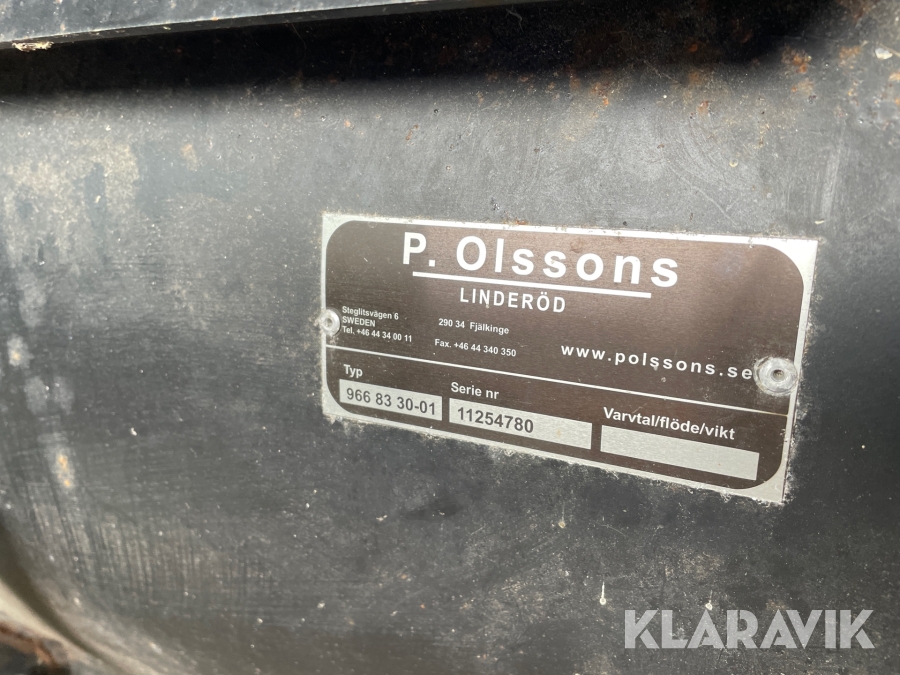 P. Olssons
LINDERÖD
Steglitsvägen 6
SWEDEN 290 34 Fjälkinge
Tel. +46 44 34 00 11 Fax. +46 44 340 350
www.polssons.se
Typ Serie nr Varvtal/flöde/vikt
966 83 30-01 11254780
KLARAVIK